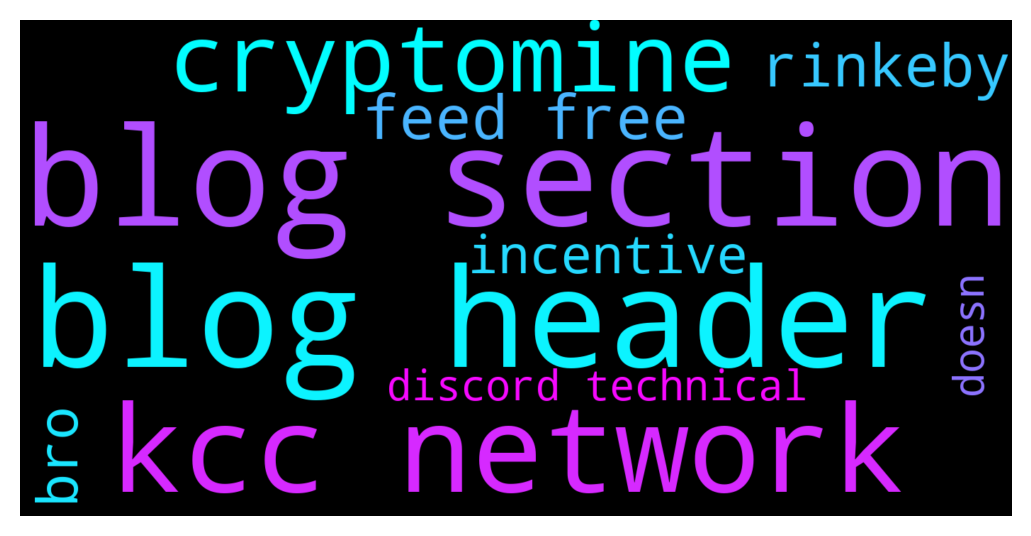 cryptomine
rinkeby
feed free
blog section
incentive
blog header
doesn
discord technical
kcc network
bro